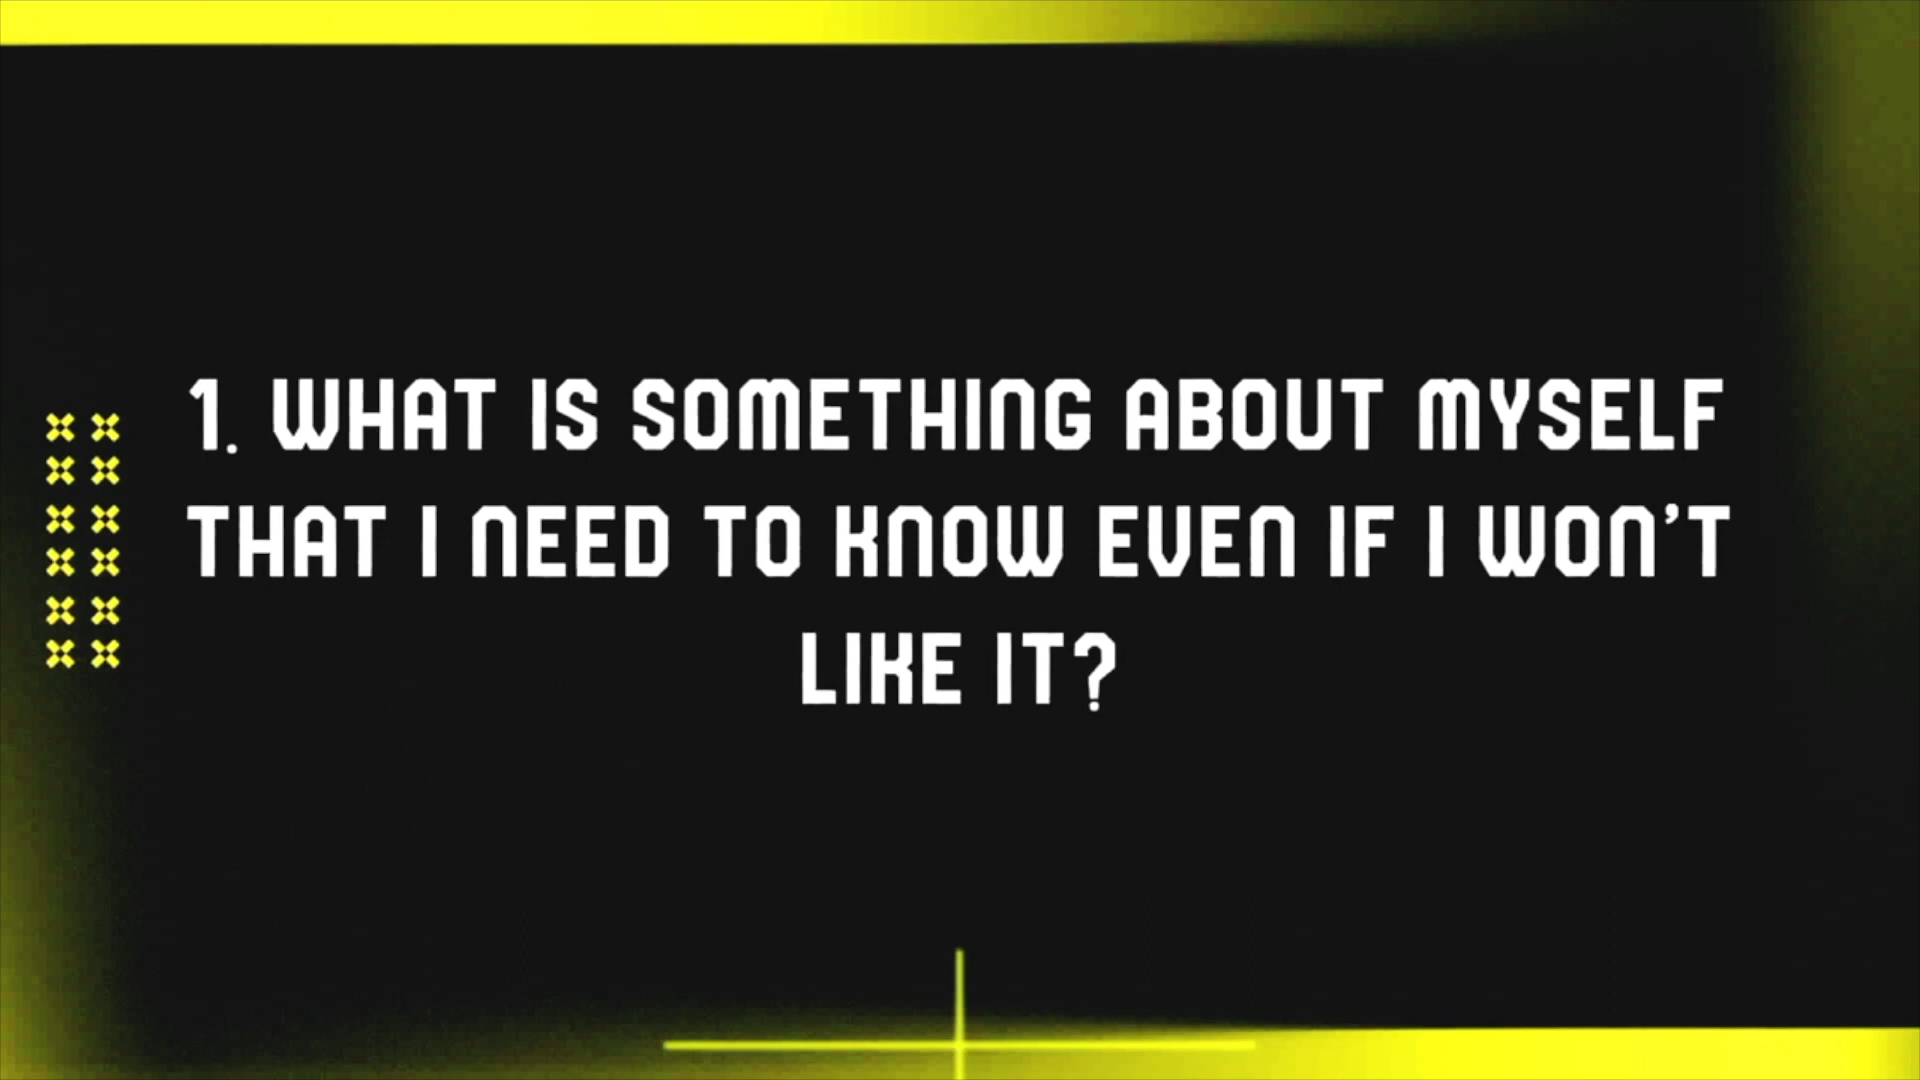 1. WHAT IS SOMETHING ABOUT MYSELF
THAT I NEED TO KNOW EVEN IF I WON'T
LIKE IT?